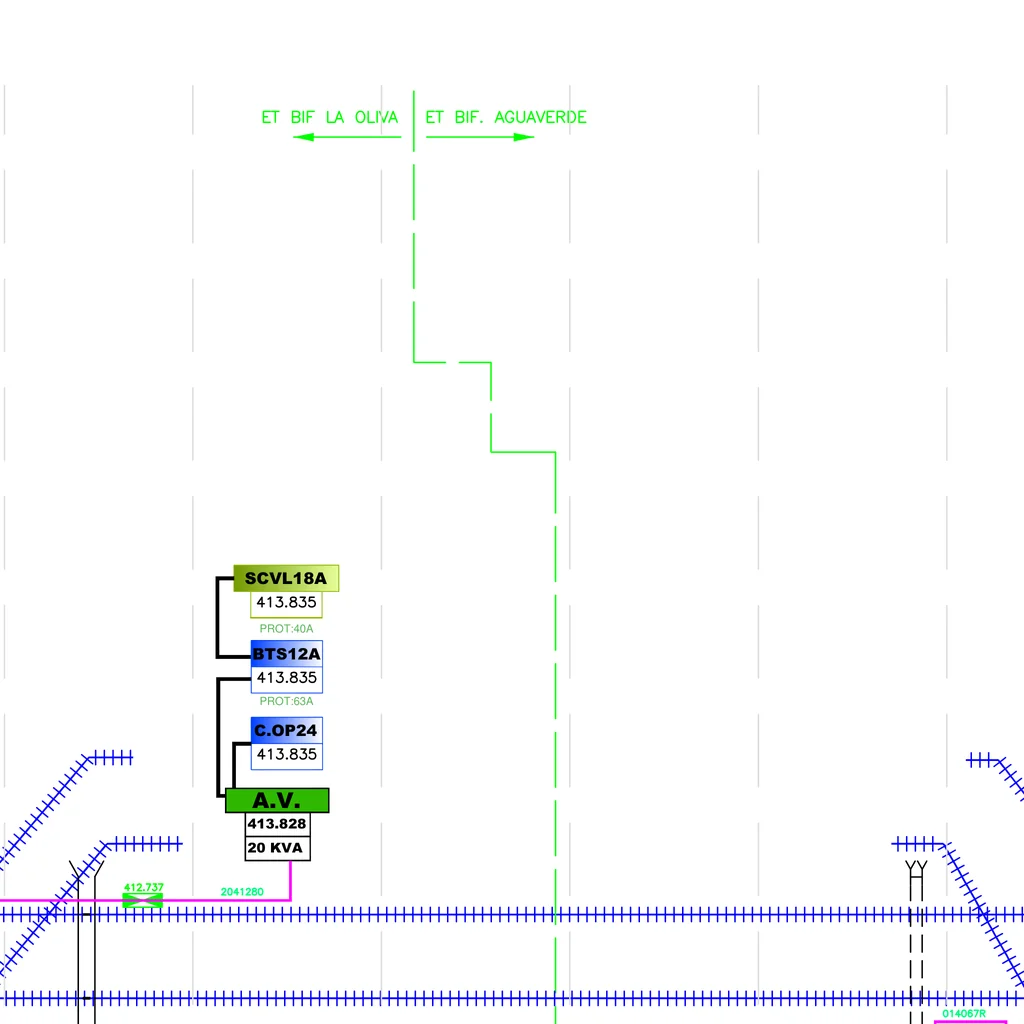 ET BIF LA OLIVA
ET BIF. AGUAVERDE
SCVL18A
413.835
PROT:40A
BTS12A
413.835
PROT:63A
C.OP24
413.835
A.V.
413.828
20 KVA
412.737
2041280
014067R